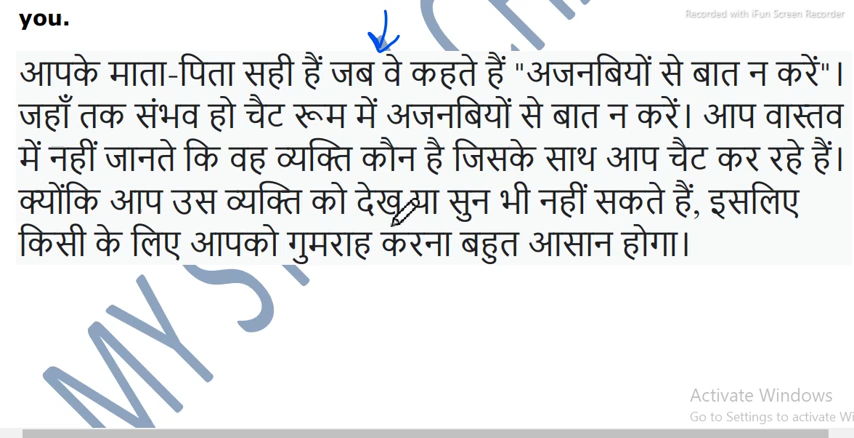 you.
Recorded with iFun Screen Recorder
आपके माता-पिता सही हैं जब वे कहते हैं "अजनबियों से बात न करें"।
जहाँ तक संभव हो चैट रूम में अजनबियों से बात न करें। आप वास्तव
में नहीं जानते कि वह व्यक्ति कौन है जिसके साथ आप चैट कर रहे हैं।
क्योंकि आप उस व्यक्ति को देख या सुन भी नहीं सकते हैं, इसलिए
किसी के लिए आपको गुमराह करना बहुत आसान होगा।
MY S
Activate Windows
Go to Settings to activate Wi